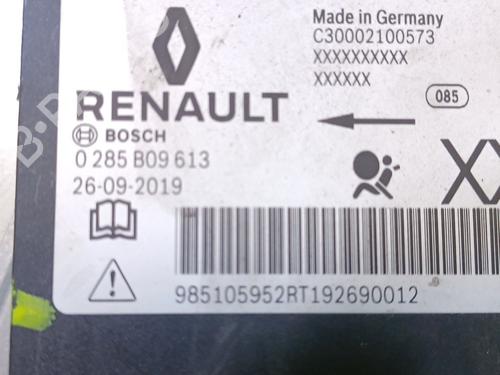 Made in Germany
C30002100573
XXXXXXXXXX
XXXXXX
RENAULT
085
BOSCH
0 285 B09 613
26-09-2019
985105952RT192690012